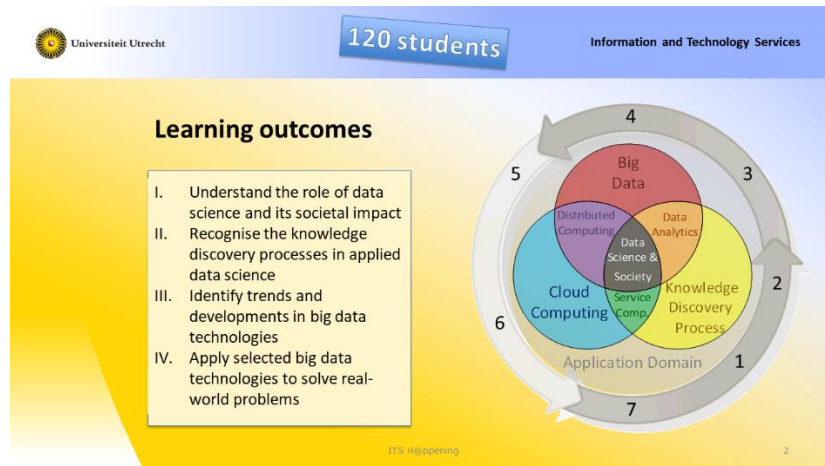 Universiteit Utrecht
120 students
Information and Technology Services
Learning outcomes
I. Understand the role of data
science and its societal impact
II. Recognise the knowledge
discovery processes in applied
data science
III. Identify trends and
developments in big data
technologies
IV. Apply selected big data
technologies to solve real-
world problems
4
5
3
Big
Data
Distributed
Computing
Data
Analytics
Data
Science &
Society
2
Cloud
Computing
Service
Comp.
Knowledge
Discovery
Process
6
Application Domain
1
7
ITS H@ppening
2